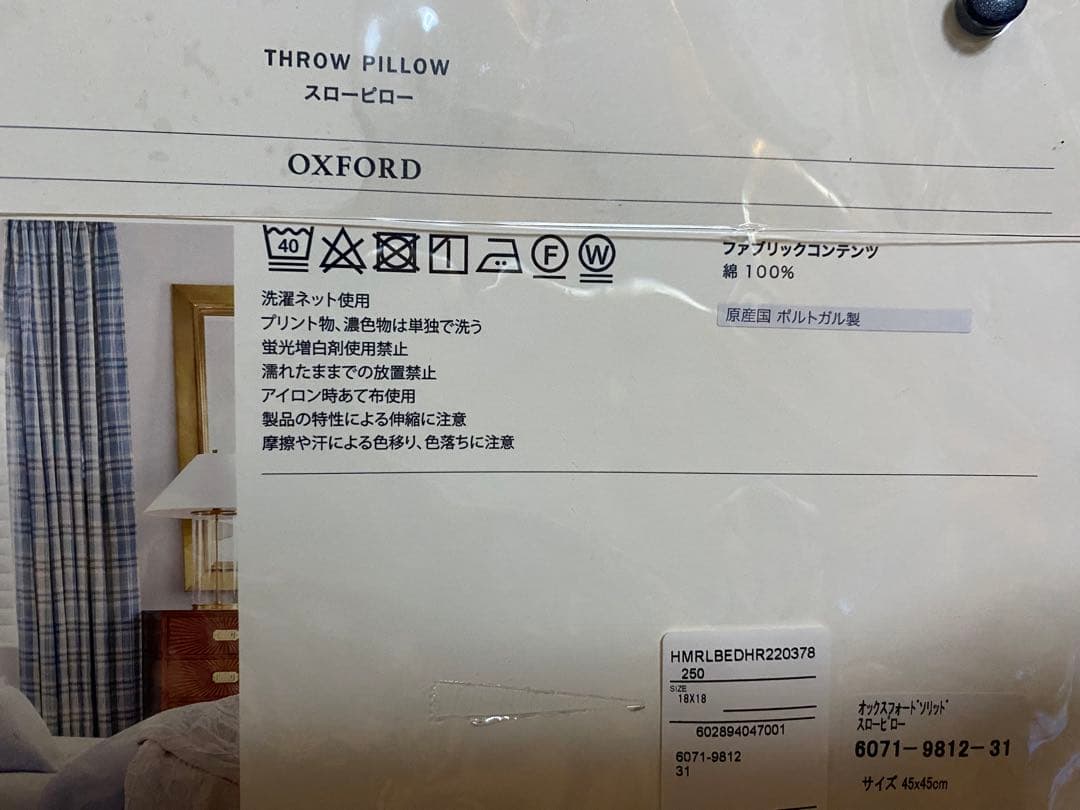 THROW PILLOW
スローピロー
OXFORD
40 F W
洗濯ネット使用
プリント物、濃色物は単独で洗う
蛍光増白剤使用禁止
濡れたままでの放置禁止
アイロン時あて布使用
製品の特性による伸縮に注意
摩擦や汗による色移り、色落ちに注意
ファブリックコンテンツ
綿 100%
原産国 ポルトガル製
HMRLBEDHR220378
250
SIZE
18X18
602894047001
6071-9812
31
オックスフォードソリッド
スローピロー
6071-9812-31
サイズ 45x45cm